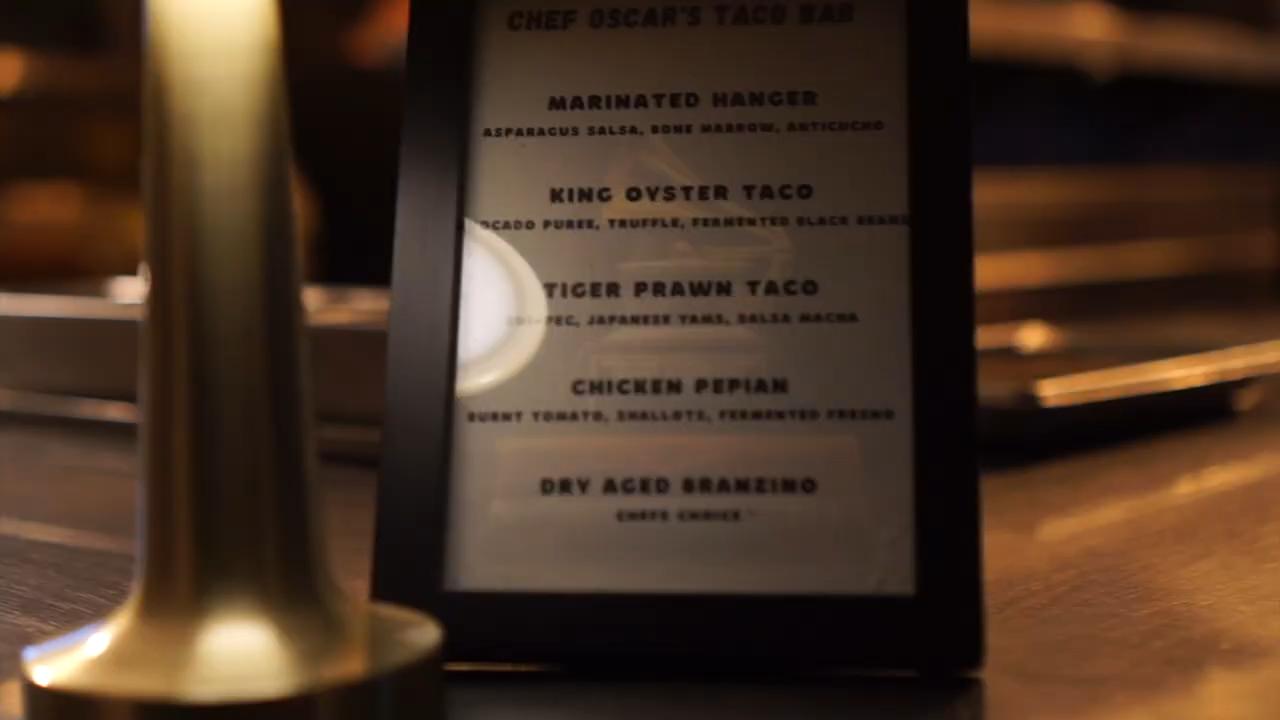 CHEF OSCAR'S TACO BAR
MARINATED HANGER
ASPARAGUS SALSA, BONE MARROW, ANTICUCHO
KING OYSTER TACO
PUREE, TRUFFLE, FERMENTED BLACK BEANS
TIGER PRAWN TACO
JAPANESE YAMS, SALSA MACHA
CHICKEN PEPIAN
BURNT TOMATO, SHALLOTS, FERMENTED FRESNO
DRY AGED BRANZINO
CHEFS CHOICE